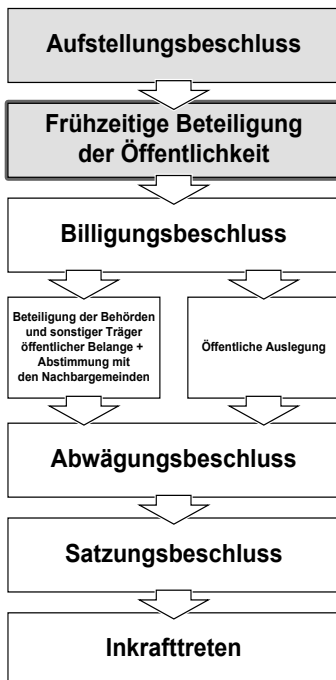 Aufstellungsbeschluss
Frühzeitige Beteiligung
der Öffentlichkeit
Billigungsbeschluss
Beteiligung der Behörden
und sonstiger Träger
öffentlicher Belange +
Abstimmung mit
den Nachbargemeinden
Öffentliche Auslegung
Abwägungsbeschluss
Satzungsbeschluss
Inkrafttreten